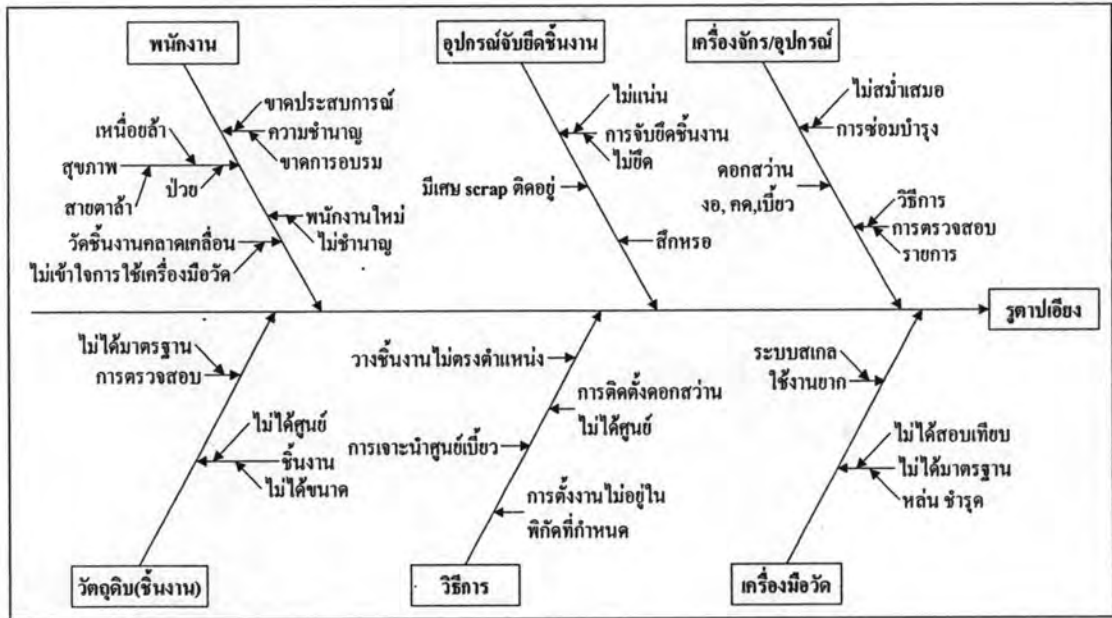 พนักงาน
อุปกรณ์จับยึดชิ้นงาน
เครื่องจักร/อุปกรณ์
ขาดประสบการณ์
ความชำนาญ
ขาดการอบรม
เหนื่อยล้า
สุขภาพ
ป่วย
สายตาล้า
พนักงานใหม่
ไม่ชำนาญ
วัดชิ้นงานคลาดเคลื่อน
ไม่เข้าใจการใช้เครื่องมือวัด
ไม่แน่น
การจับยึดชิ้นงาน
ไม่ยึด
มีเศษ scrap ติดอยู่
สึกหรอ
ไม่สม่ำเสมอ
การซ่อมบำรุง
ดอกสว่าน
งอ, คด,เบี้ยว
วิธีการ
การตรวจสอบ
รายการ
รูตาปเอียง
ไม่ได้มาตรฐาน
การตรวจสอบ
ไม่ได้ศูนย์
ชิ้นงาน
ไม่ได้ขนาด
วัตถุดิบ(ชิ้นงาน)
วางชิ้นงานไม่ตรงตำแหน่ง
การติดตั้งดอกสว่าน
ไม่ได้ศูนย์
การเจาะนำศูนย์เบี้ยว
การตั้งงานไม่อยู่ใน
พิกัดที่กำหนด
วิธีการ
ระบบสเกล
ใช้งานยาก
ไม่ได้สอบเทียบ
ไม่ได้มาตรฐาน
หล่น ชำรุด
เครื่องมือวัด